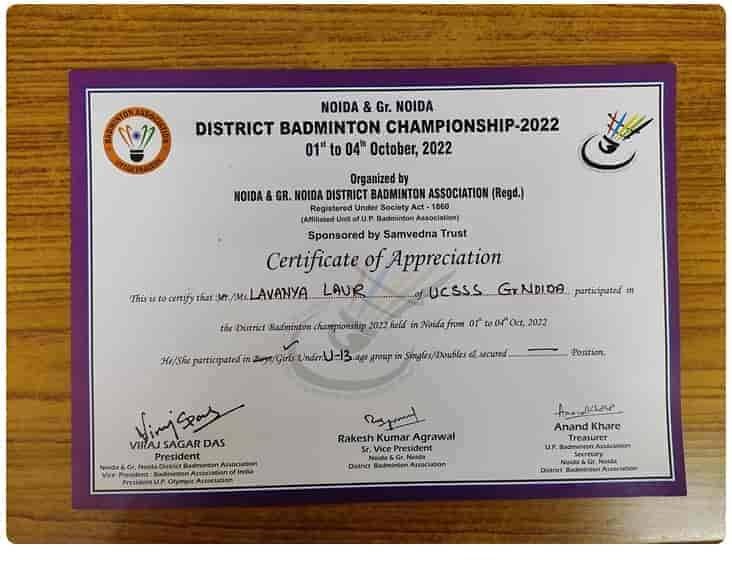 NOIDA & Gr. NOIDA
DISTRICT BADMINTON CHAMPIONSHIP-2022
01st to 04th October, 2022
Organized by
NOIDA & GR. NOIDA DISTRICT BADMINTON ASSOCIATION (Regd.)
Registered Under Society Act - 1860
(Affiliated Unit of U.P. Badminton Association)
Sponsored by Samvedna Trust
Certificate of Appreciation
This is to certify that Mr./Ms. LAVANYA LAUR of UCSSS Gr NOIDA participated in
the District Badminton championship 2022 held in Noida from 01st to 04th Oct, 2022
He/She participated in Boys/Girls Under U-13 age group in Singles/Doubles & secured Position.
VIRAJ SAGAR DAS
President
Noida & Gr. Noida District Badminton Association
Vice President : Badminton Association of India
President U.P. Olympic Association
Rakesh Kumar Agrawal
Sr. Vice President
Noida & Gr. Noida
District Badminton Association
Anand Khare
Treasurer
U.P. Badminton Association
Secretary
Noida & Gr. Noida
District Badminton Association
BADMINTON ASSOCIATION